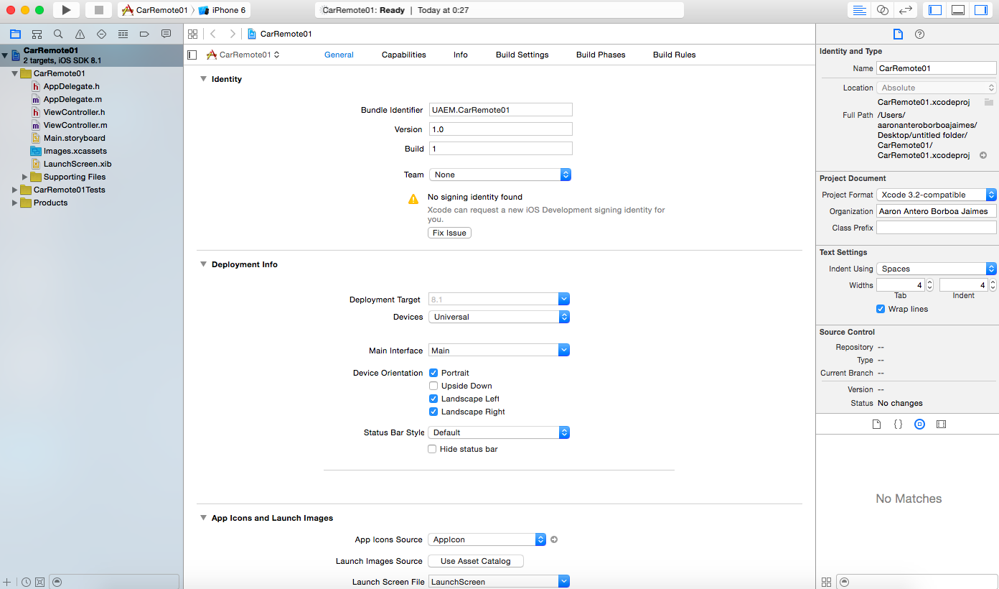 CarRemote01 iPhone 6
CarRemote01: Ready | Today at 0:27
CarRemote01
2 targets, iOS SDK 8.1
CarRemote01
AppDelegate.h
AppDelegate.m
ViewController.h
ViewController.m
Main.storyboard
Images.xcassets
LaunchScreen.xib
Supporting Files
CarRemote01Tests
Products
CarRemote01
CarRemote01 General Capabilities Info Build Settings Build Phases Build Rules
Identity
Bundle Identifier UAEM.CarRemote01
Version 1.0
Build 1
Team None
No signing identity found
Xcode can request a new iOS Development signing identity for
you.
Fix Issue
Deployment Info
Deployment Target 8.1
Devices Universal
Main Interface Main
Device Orientation Portrait
Upside Down
Landscape Left
Landscape Right
Status Bar Style Default
Hide status bar
App Icons and Launch Images
App Icons Source AppIcon
Launch Images Source Use Asset Catalog
Launch Screen File LaunchScreen
Identity and Type
Name CarRemote01
Location Absolute
CarRemote01.xcodeproj
Full Path /Users/
aaronanteroborboajaimes/
Desktop/untitled folder/
CarRemote01/
CarRemote01.xcodeproj
Project Document
Project Format Xcode 3.2-compatible
Organization Aaron Antero Borboa Jaimes
Class Prefix
Text Settings
Indent Using Spaces
Widths 4 4
Tab Indent
Wrap lines
Source Control
Repository --
Type --
Current Branch --
Version --
Status No changes
{ }
No Matches